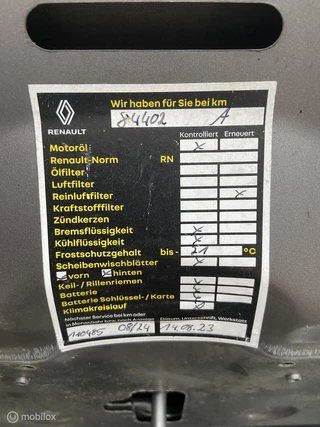 RENAULT
Wir haben für Sie bei km
84402 A
Kontrolliert Erneuert
Motoröl x
Renault-Norm RN
Ölfilter
Luftfilter
Reinluftfilter x
Kraftstofffilter
Zündkerzen
Bremsflüssigkeit x
Kühlflüssigkeit x
Frostschutzgehalt bis - 21 °C
Scheibenwischblätter x
vorn hinten
Keil- / Rillenriemen
Batterie x
Batterie Schlüssel- / Karte x
Klimakreislauf
Nächster Service bei km oder
Datum, Unterschrift, Werkstatt
08/24 14.08.23
© mobilox